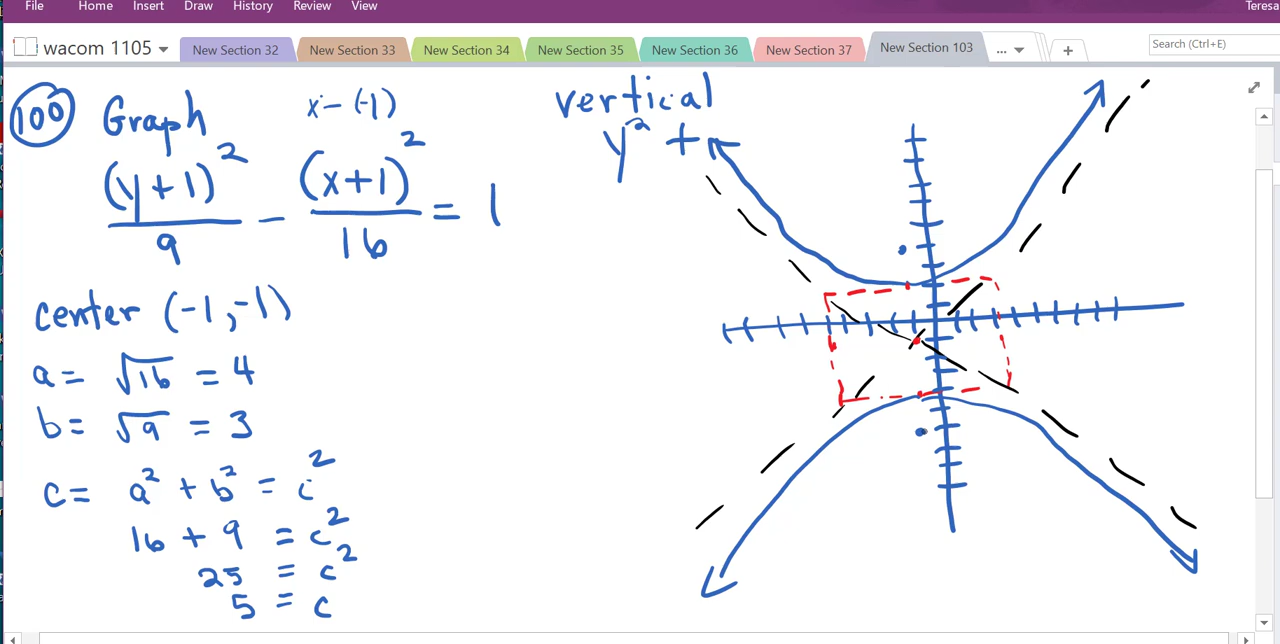 File Home Insert Draw History Review View Teresa
wacom 1105 New Section 32 New Section 33 New Section 34 New Section 35 New Section 36 New Section 37 New Section 103 ... + Search (Ctrl+E)
100 Graph x - (-1)
(y+1)²/9 - (x+1)²/16 = 1
vertical
y² +
center (-1, -1)
a = √16 = 4
b = √9 = 3
c = a² + b² = c²
16 + 9 = c²
25 = c²
5 = c